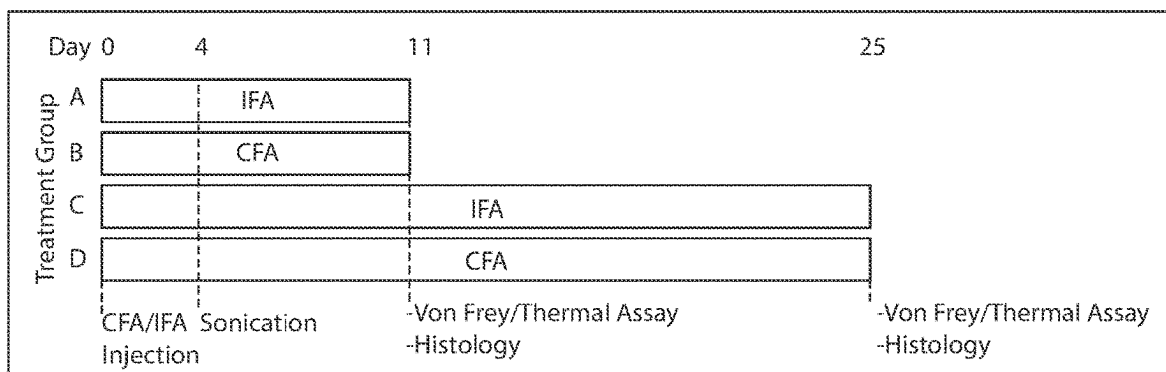 Day 0 4 11 25
Treatment Group
A IFA
B CFA
C IFA
D CFA
CFA/IFA Injection
Sonication
-Von Frey/Thermal Assay
-Histology
-Von Frey/Thermal Assay
-Histology